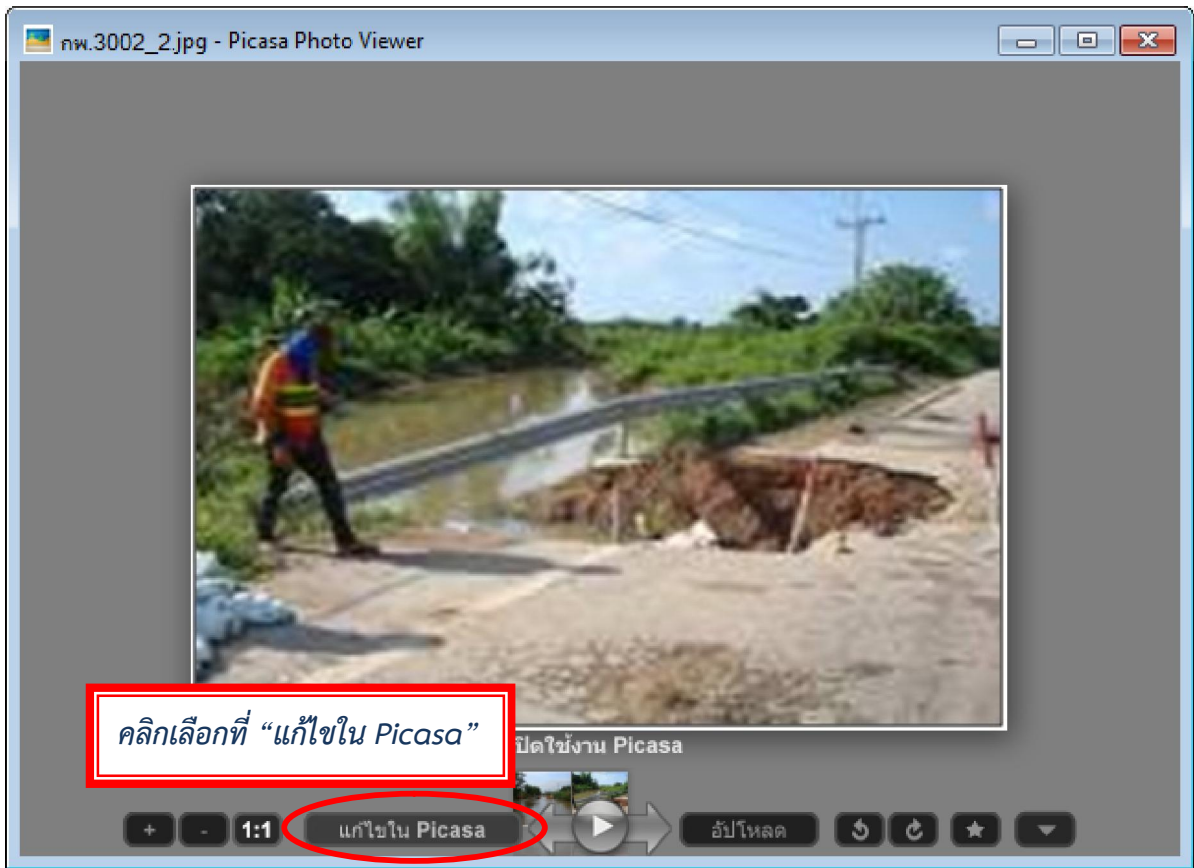 กพ.3002_2.jpg - Picasa Photo Viewer
คลิกเลือกที่ “แก้ไขใน Picasa”
ปิดใช้งาน Picasa
+ - 1:1 แก้ไขใน Picasa อัปโหลด